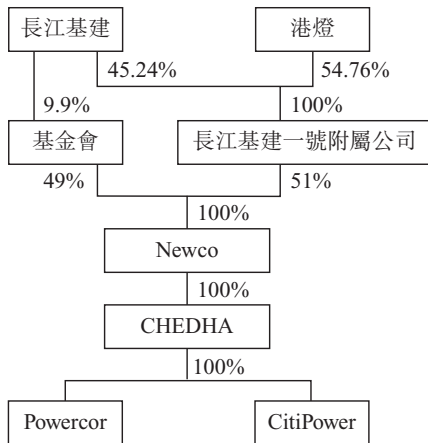 長江基建
港燈
45.24%
54.76%
9.9%
100%
基金會
長江基建一號附屬公司
49%
51%
100%
Newco
100%
CHEDHA
100%
Powercor
CitiPower